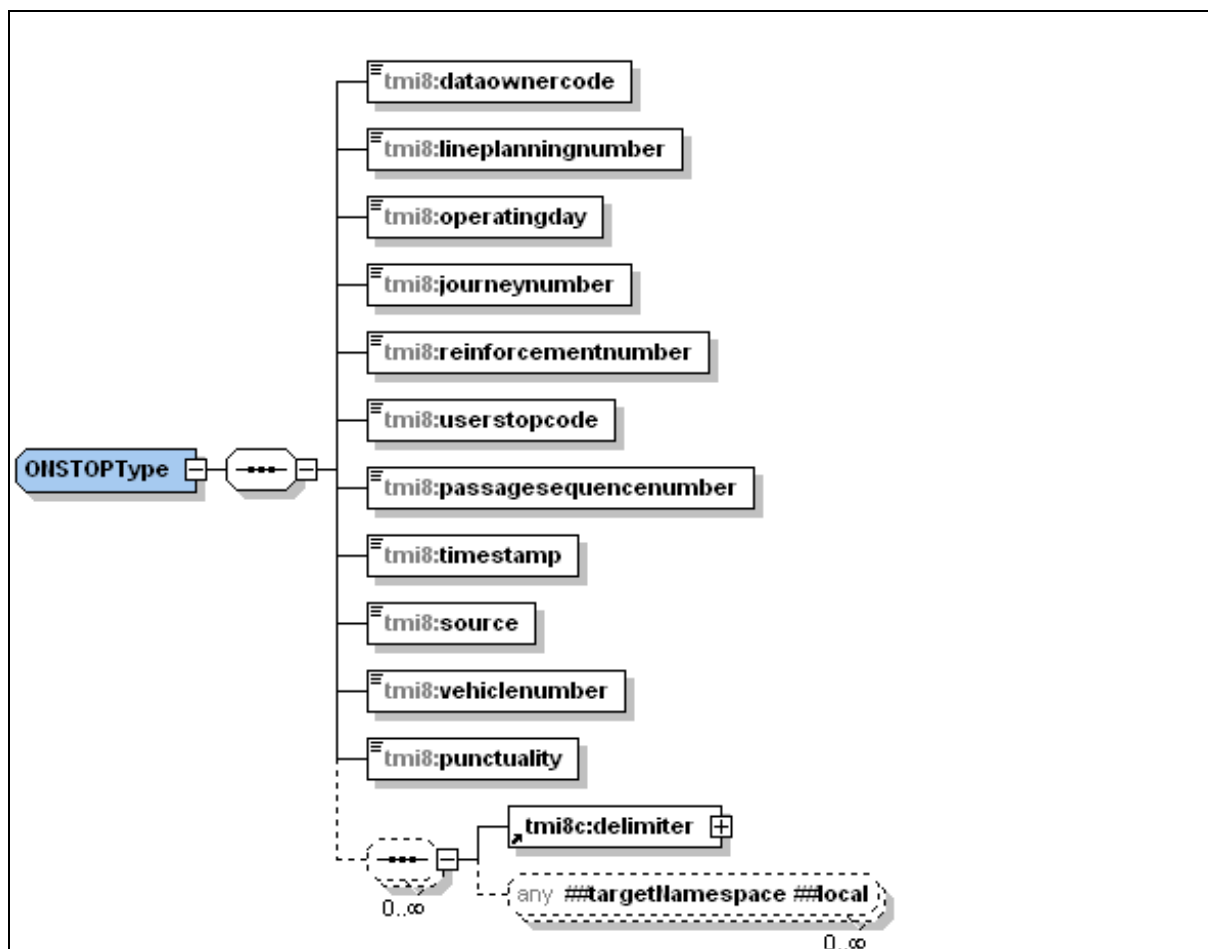 tmi8:dataownercode
tmi8:lineplanningnumber
tmi8:operatingday
tmi8:journeynumber
tmi8:reinforcementnumber
tmi8:userstopcode
ONSTOPType
tmi8:passagesequencenumber
tmi8:timestamp
tmi8:source
tmi8:vehiclenumber
tmi8:punctuality
tmi8c:delimiter
any ##targetNamespace ##local
0..∞
0..∞